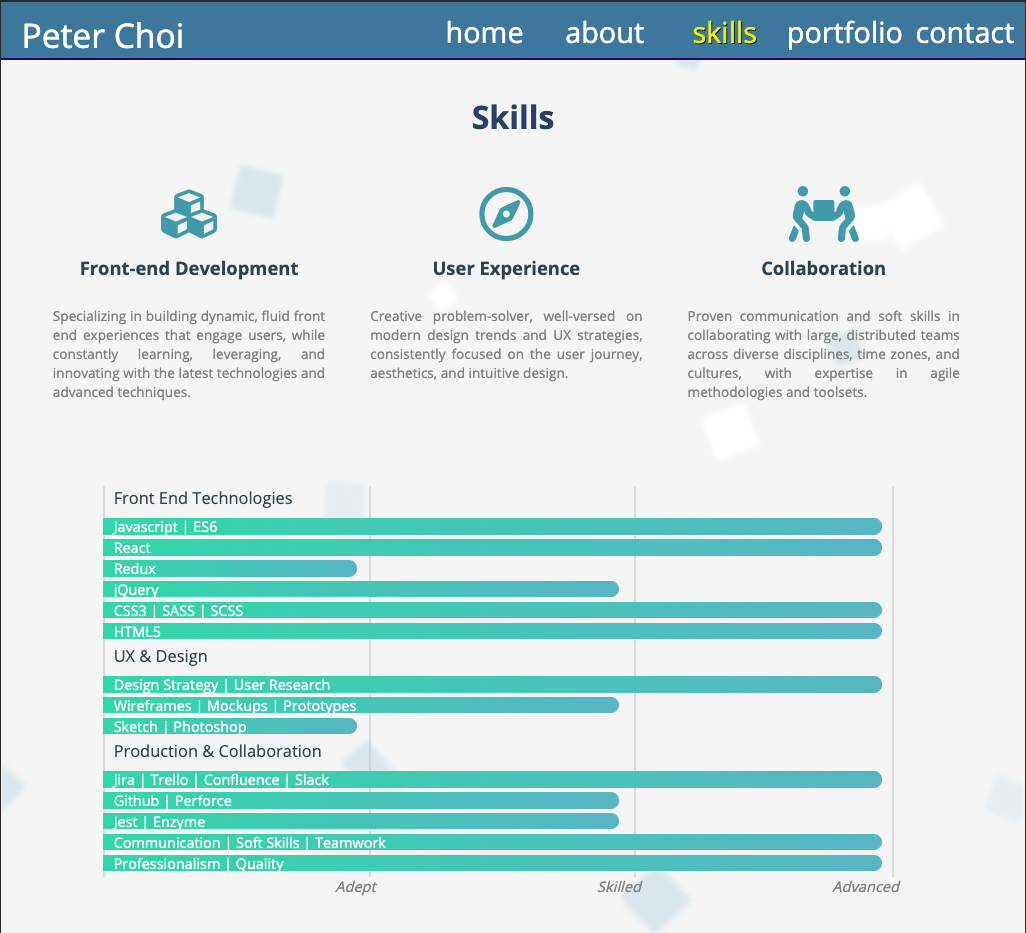 Peter Choi home about skills portfolio contact
Skills
Front-end Development
Specializing in building dynamic, fluid front
end experiences that engage users, while
constantly learning, leveraging, and
innovating with the latest technologies and
advanced techniques.
User Experience
Creative problem-solver, well-versed on
modern design trends and UX strategies,
consistently focused on the user journey,
aesthetics, and intuitive design.
Collaboration
Proven communication and soft skills in
collaborating with large, distributed teams
across diverse disciplines, time zones, and
cultures, with expertise in agile
methodologies and toolsets.
Front End Technologies
Javascript | ES6
React
Redux
jQuery
CSS3 | SASS | SCSS
HTML5
UX & Design
Design Strategy | User Research
Wireframes | Mockups | Prototypes
Sketch | Photoshop
Production & Collaboration
Jira | Trello | Confluence | Slack
Github | Perforce
Jest | Enzyme
Communication | Soft Skills | Teamwork
Professionalism | Quality
Adept Skilled Advanced